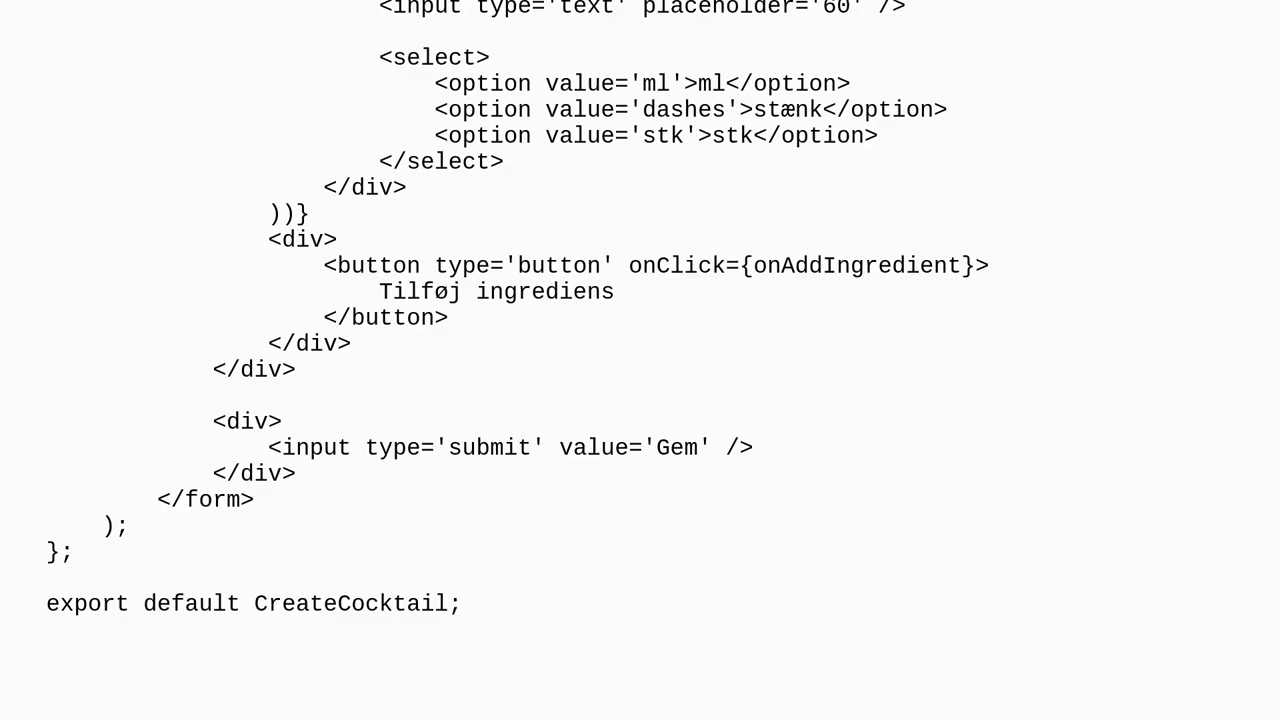 <input type='text' placeholder='60' />
<select>
<option value='ml'>ml</option>
<option value='dashes'>stænk</option>
<option value='stk'>stk</option>
</select>
</div>
))}
<div>
<button type='button' onClick={onAddIngredient}>
Tilføj ingrediens
</button>
</div>
</div>
<div>
<input type='submit' value='Gem' />
</div>
</form>
);
};
export default CreateCocktail;